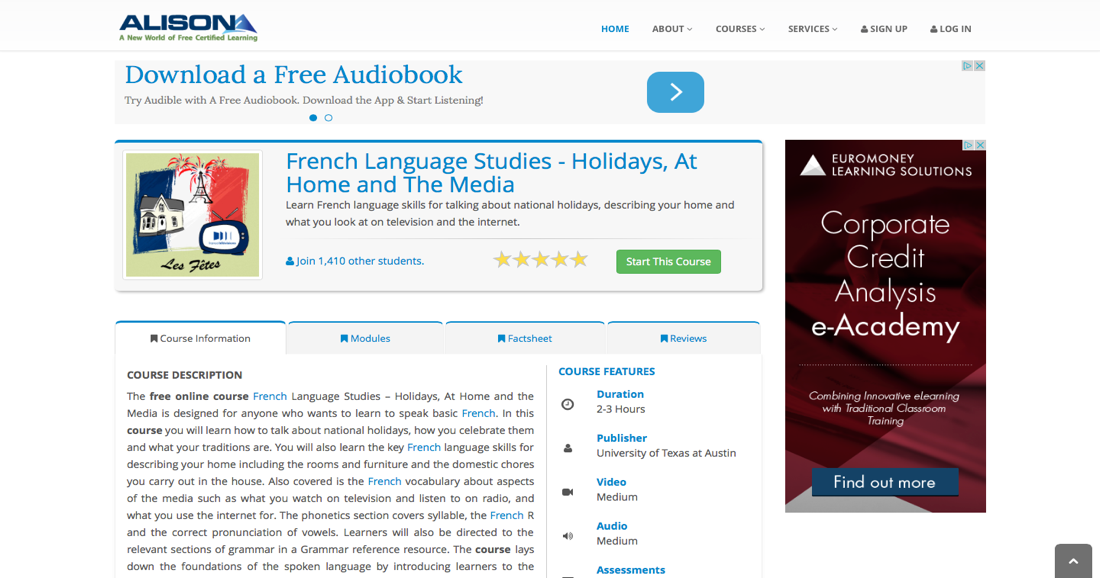 ALISON
A New World of Free Certified Learning
HOME
ABOUT
COURSES
SERVICES
SIGN UP
LOG IN
Download a Free Audiobook
Try Audible with A Free Audiobook. Download the App & Start Listening!
French Language Studies - Holidays, At
Home and The Media
Learn French language skills for talking about national holidays, describing your home and
what you look at on television and the internet.
Les Fêtes
Join 1,410 other students.
Start This Course
EUROMONEY
LEARNING SOLUTIONS
Corporate
Credit
Analysis
e-Academy
Combining Innovative eLearning
with Traditional Classroom
Training
Find out more
Course Information
Modules
Factsheet
Reviews
COURSE DESCRIPTION
The free online course French Language Studies – Holidays, At Home and the
Media is designed for anyone who wants to learn to speak basic French. In this
course you will learn how to talk about national holidays, how you celebrate them
and what your traditions are. You will also learn the key French language skills for
describing your home including the rooms and furniture and the domestic chores
you carry out in the house. Also covered is the French vocabulary about aspects
of the media such as what you watch on television and listen to on radio, and
what you use the internet for. The phonetics section covers syllable, the French R
and the correct pronunciation of vowels. Learners will also be directed to the
relevant sections of grammar in a Grammar reference resource. The course lays
down the foundations of the spoken language by introducing learners to the
COURSE FEATURES
Duration
2-3 Hours
Publisher
University of Texas at Austin
Video
Medium
Audio
Medium
Assessments